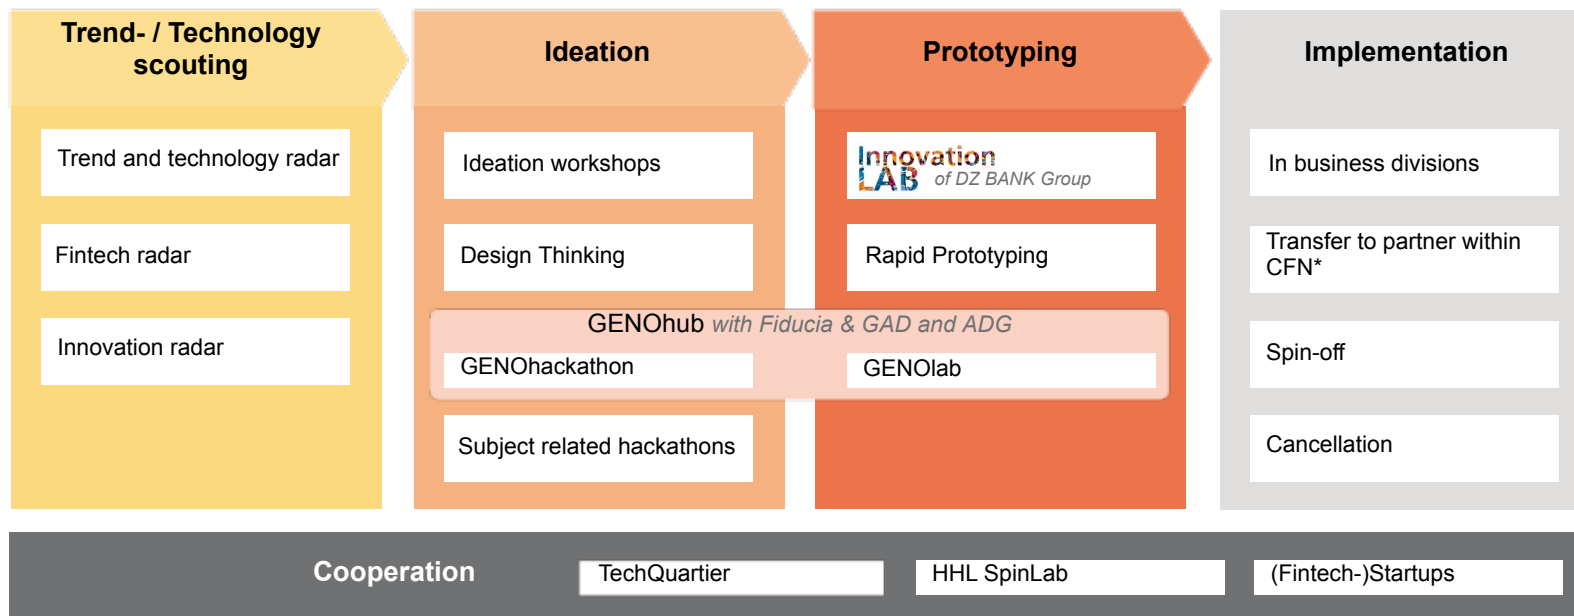 Trend- / Technology
scouting
Trend and technology radar
Fintech radar
Innovation radar
Ideation
Ideation workshops
Design Thinking
GENOhub with Fiducia & GAD and ADG
GENOhackathon
GENOlab
Subject related hackathons
Prototyping
Innovation
LAB of DZ BANK Group
Rapid Prototyping
Implementation
In business divisions
Transfer to partner within
CFN*
Spin-off
Cancellation
Cooperation
TechQuartier
HHL SpinLab
(Fintech-)Startups